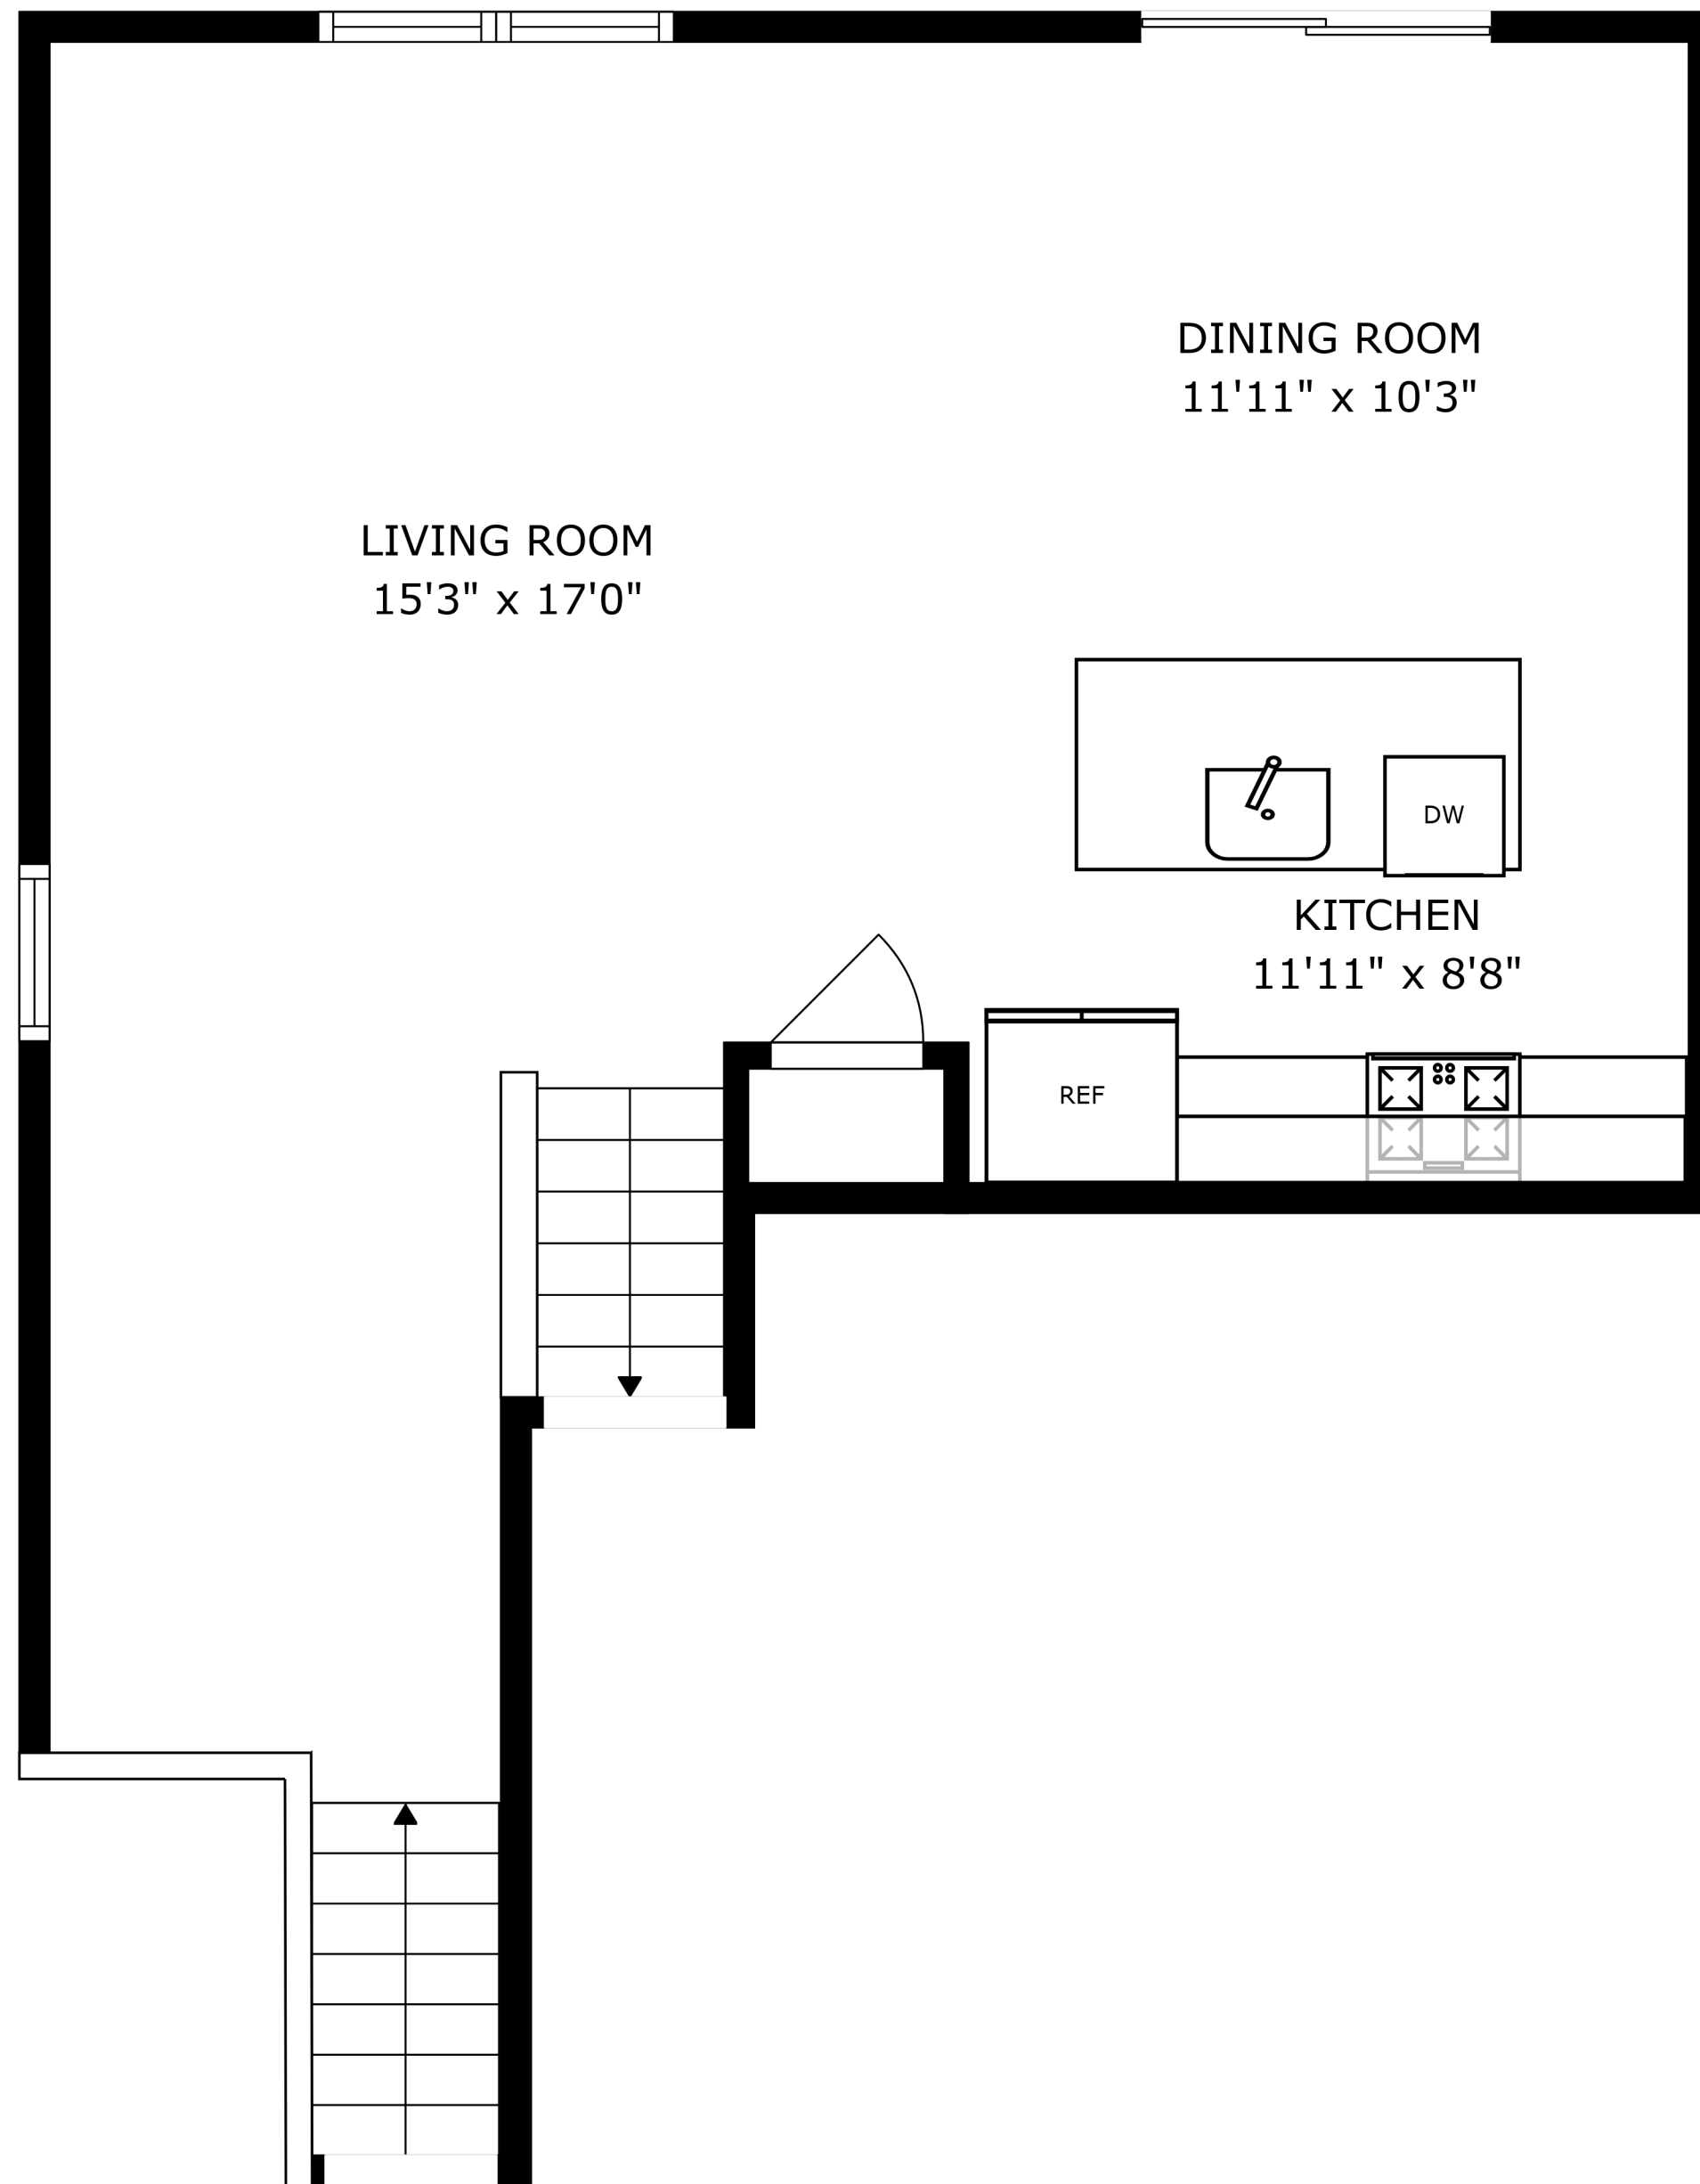 DINING ROOM
11'11" x 10'3"
LIVING ROOM
15'3" x 17'0"
DW
KITCHEN
11'11" x 8'8"
REF